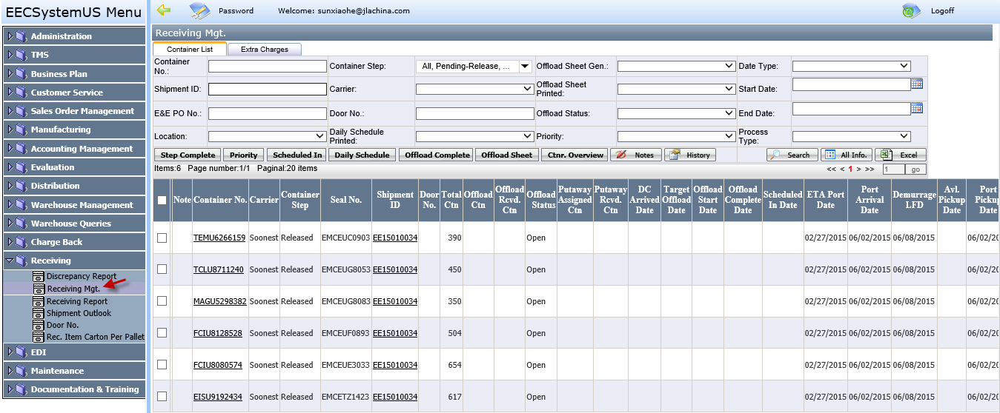 EECSystemUS Menu
Password Welcome: sunxiaohe@jlachina.com Logoff
Administration
TMS
Business Plan
Customer Service
Sales Order Management
Manufacturing
Accounting Management
Evaluation
Distribution
Warehouse Management
Warehouse Queries
Charge Back
Receiving
Discrepancy Report
Receiving Mgt.
Receiving Report
Shipment Outlook
Door No.
Rec. Item Carton Per Pallet
EDI
Maintenance
Documentation & Training
Receiving Mgt.
Container List Extra Charges
Container No.: Container Step: All, Pending-Release, ... Offload Sheet Gen.: Date Type:
Shipment ID: Carrier: Offload Sheet Printed: Start Date:
E&E PO No.: Door No.: Offload Status: End Date:
Location: Daily Schedule Printed: Priority: Process Type:
Step Complete Priority Scheduled In Daily Schedule Offload Complete Offload Sheet Ctnr. Overview Notes History Search All Info. Excel
Items:6 Page number:1/1 Paginal:20 items << < 1 > >> 1 go
Note Container No. Carrier Container Step Seal No. Shipment ID Door No. Total Ctn Offload Ctn Offload Rcvd. Ctn Offload Status Putaway Assigned Ctn Putaway Rcvd. Ctn DC Arrived Date Target Offload Date Offload Start Date Offload Complete Date Scheduled In Date ETA Port Date Port Arrival Date Demurrage LFD Avl. Pickup Date Port Pickup Date
TEMU6266159 Soonest Released EMCEUC0903 EE15010034 390 Open 02/27/2015 06/02/2015 06/08/2015 06/02/20
TCLU8711240 Soonest Released EMCEUG8053 EE15010034 450 Open 02/27/2015 06/02/2015 06/08/2015 06/02/20
MAGU5298382 Soonest Released EMCEUG8083 EE15010034 350 Open 02/27/2015 06/02/2015 06/08/2015 06/02/20
FCIU8128528 Soonest Released EMCEUF0893 EE15010034 504 Open 02/27/2015 06/02/2015 06/08/2015 06/02/20
FCIU8080574 Soonest Released EMCEUE3033 EE15010034 654 Open 02/27/2015 06/02/2015 06/08/2015 06/02/20
EISU9192434 Soonest Released EMCETZ1423 EE15010034 617 Open 02/27/2015 06/02/2015 06/08/2015 06/02/20